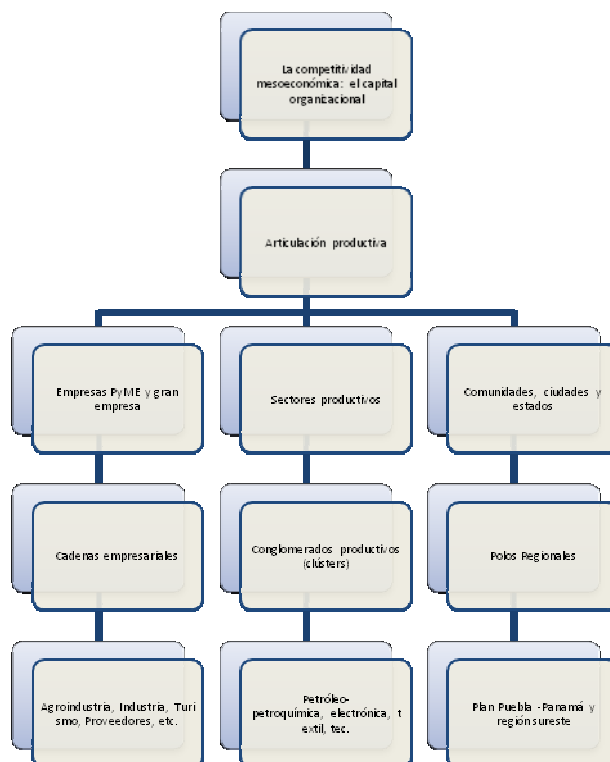 La competitividad
mesoeconómica: el capital
organizacional
Articulación productiva
Empresas PyME y gran
empresa
Sectores productivos
Comunidades, ciudades y
estados
Cadenas empresariales
Conglomerados productivos
(clústers)
Polos Regionales
Agroindustria, Industria, Turi
smo, Proveedores, etc.
Petróleo-
petroquímica, electrónica, t
extil, tec.
Plan Puebla -Panamá y
región sureste